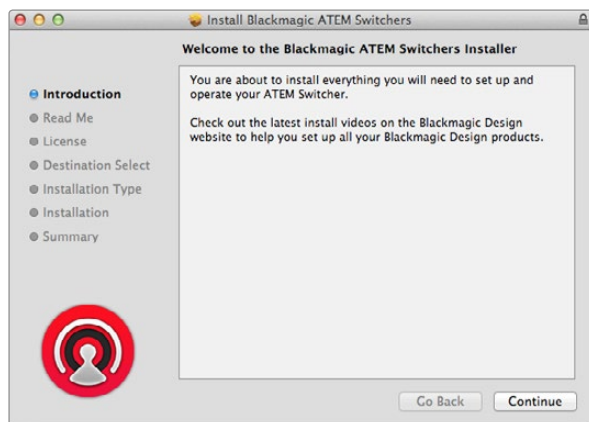 Install Blackmagic ATEM Switchers
Welcome to the Blackmagic ATEM Switchers Installer
Introduction
Read Me
License
Destination Select
Installation Type
Installation
Summary
You are about to install everything you will need to set up and
operate your ATEM Switcher.
Check out the latest install videos on the Blackmagic Design
website to help you set up all your Blackmagic Design products.
Go Back
Continue